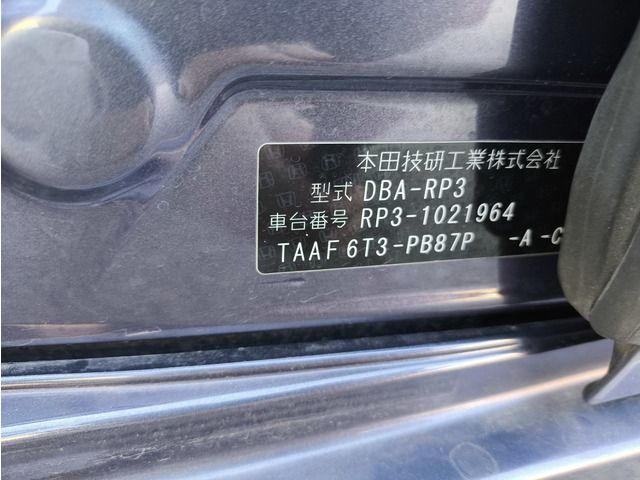 本田技研工業株式会社
型式 DBA-RP3
車台番号 RP3-1021964
TAAF 6T3-PB87P -A -C